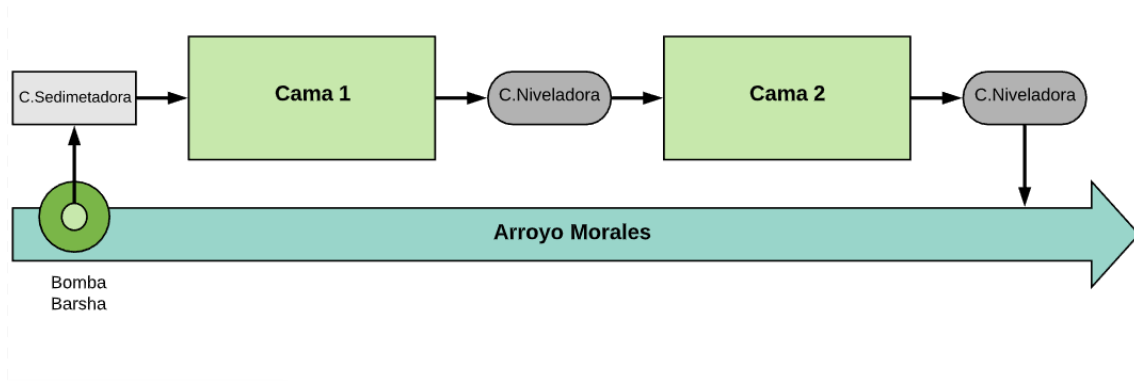 C.Sedimetadora
Cama 1
C.Niveladora
Cama 2
C.Niveladora
Arroyo Morales
Bomba
Barsha